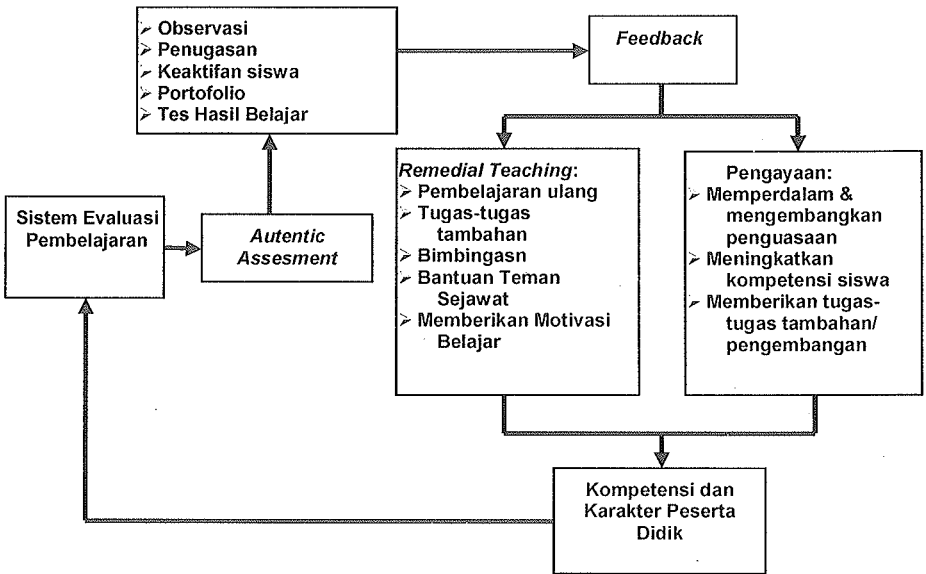 ➢ Observasi
➢ Penugasan
➢ Keaktifan siswa
➢ Portofolio
➢ Tes Hasil Belajar
Feedback
Sistem Evaluasi
Pembelajaran
Autentic
Assesment
Remedial Teaching:
➢ Pembelajaran ulang
➢ Tugas-tugas
tambahan
➢ Bimbingasn
➢ Bantuan Teman
Sejawat
➢ Memberikan Motivasi
Belajar
Pengayaan:
➢ Memperdalam &
mengembangkan
penguasaan
➢ Meningkatkan
kompetensi siswa
➢ Memberikan tugas-
tugas tambahan/
pengembangan
Kompetensi dan
Karakter Peserta
Didik